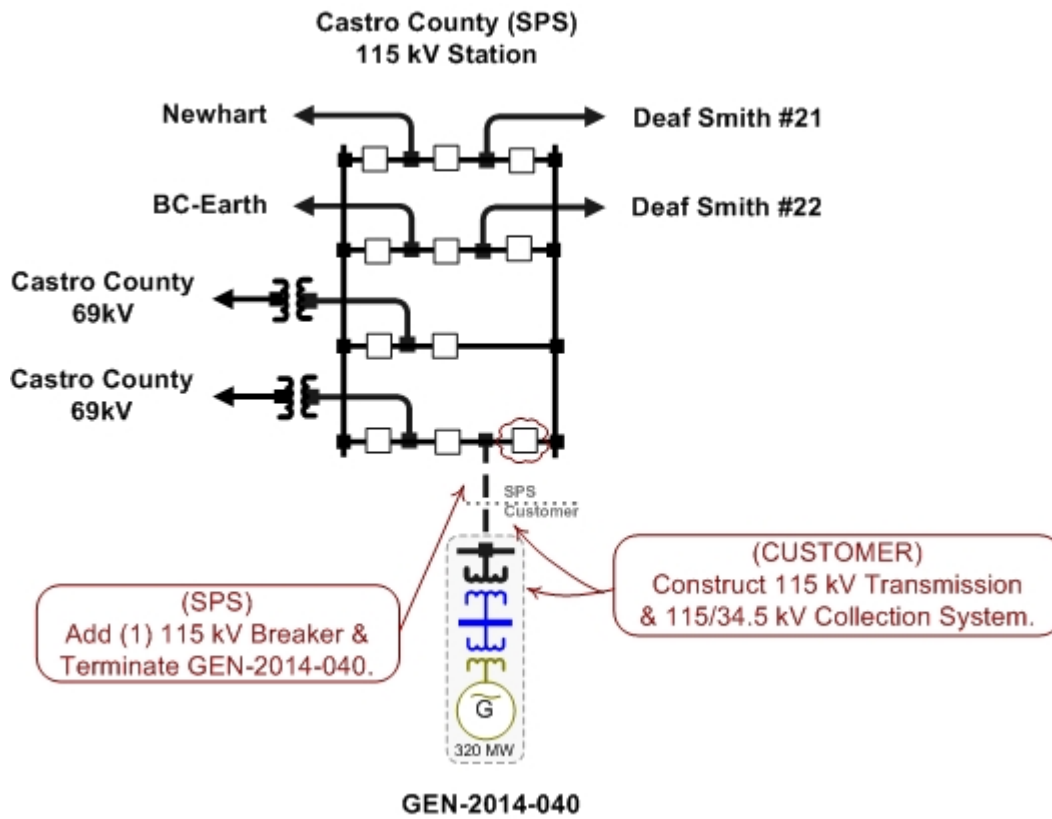 Castro County (SPS)
115 kV Station
Newhart
Deaf Smith #21
BC-Earth
Deaf Smith #22
Castro County
69kV
Castro County
69kV
SPS
Customer
(SPS)
Add (1) 115 kV Breaker &
Terminate GEN-2014-040.
(CUSTOMER)
Construct 115 kV Transmission
& 115/34.5 kV Collection System.
G
320 MW
GEN-2014-040